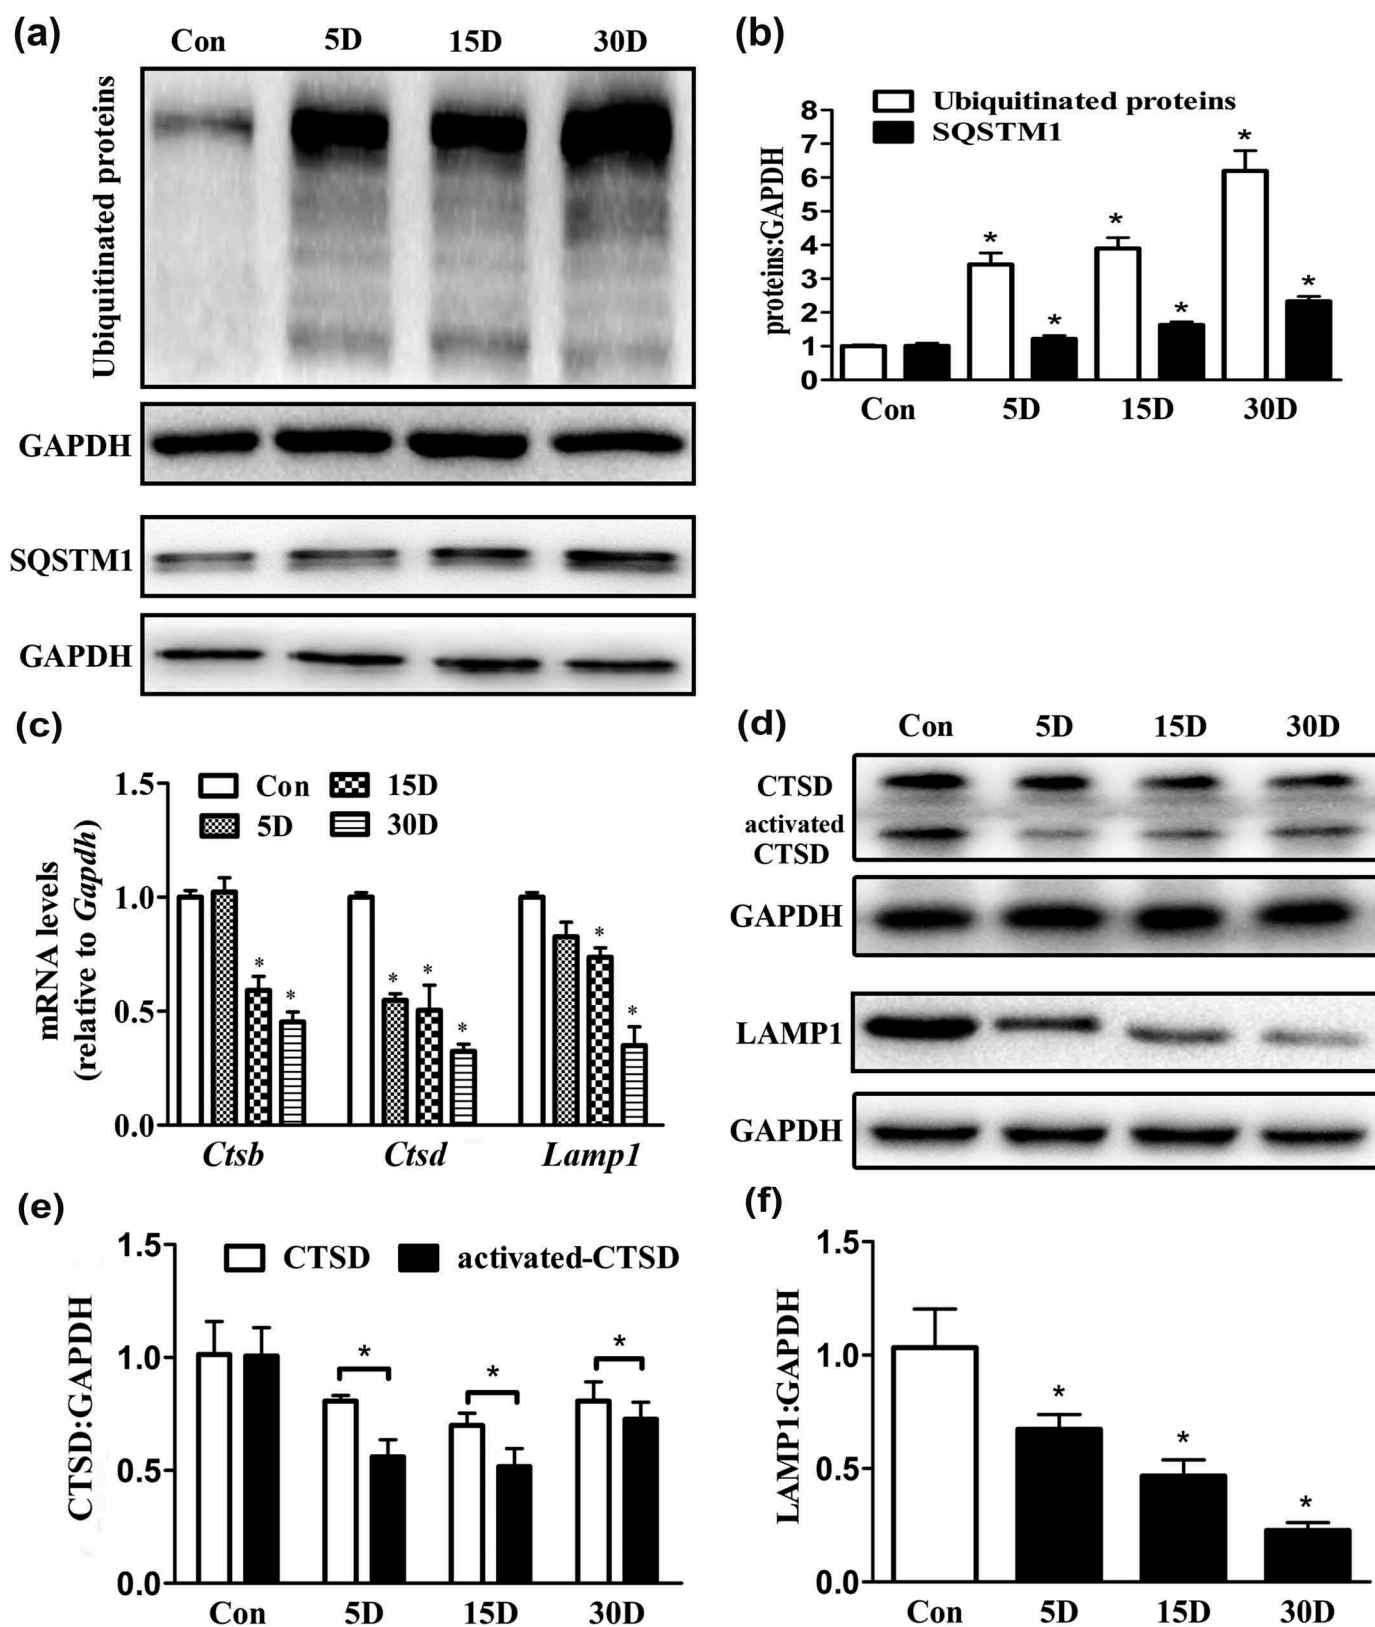 (a)
Con 5D 15D 30D
Ubiquitinated proteins
GAPDH
SQSTM1
GAPDH
(b)
Ubiquitinated proteins
SQSTM1
proteins:GAPDH
8
7
6
5
4
3
2
1
0
* * * * * *
Con 5D 15D 30D
(c)
Con 15D
5D 30D
mRNA levels
(relative to Gapdh)
1.5
1.0
0.5
0.0
* * * * * * *
Ctsb Ctsd Lamp1
(d)
Con 5D 15D 30D
CTSD
activated
CTSD
GAPDH
LAMP1
GAPDH
(e)
CTSD activated-CTSD
CTSD:GAPDH
1.5
1.0
0.5
0.0
* * *
Con 5D 15D 30D
(f)
LAMP1:GAPDH
1.5
1.0
0.5
0.0
* * *
Con 5D 15D 30D